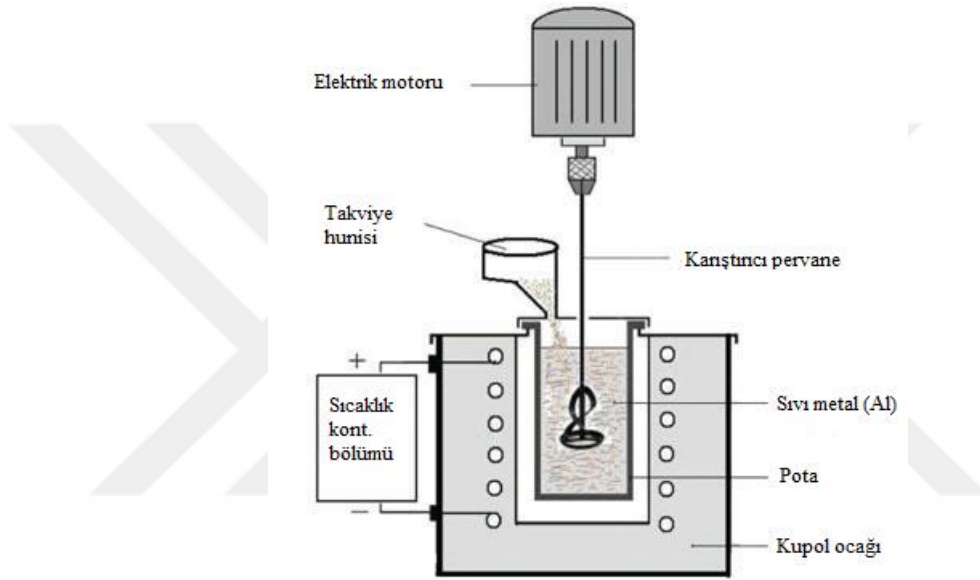 Elektrik motoru
Takviye
hunisi
Karıştırıcı pervane
+
Sıcaklık
kont.
bölümü
−
Sıvı metal (Al)
Pota
Kupol ocağı